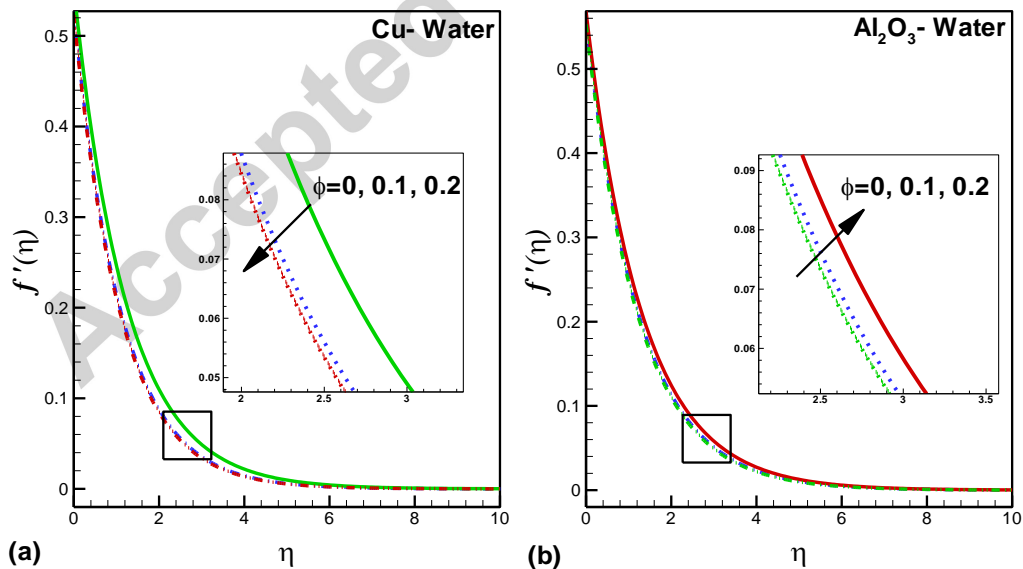 Accepted
Cu- Water
0.5
0.4
0.3
0.2
0.1
0
f '(η)
0.08
0.07
0.06
0.05
ϕ=0, 0.1, 0.2
2
2.5
3
0 2 4 6 8 10
(a)
η
Al₂O₃- Water
0.5
0.4
0.3
0.2
0.1
0
f '(η)
0.09
0.08
0.07
0.06
ϕ=0, 0.1, 0.2
2.5
3
3.5
0 2 4 6 8 10
(b)
η